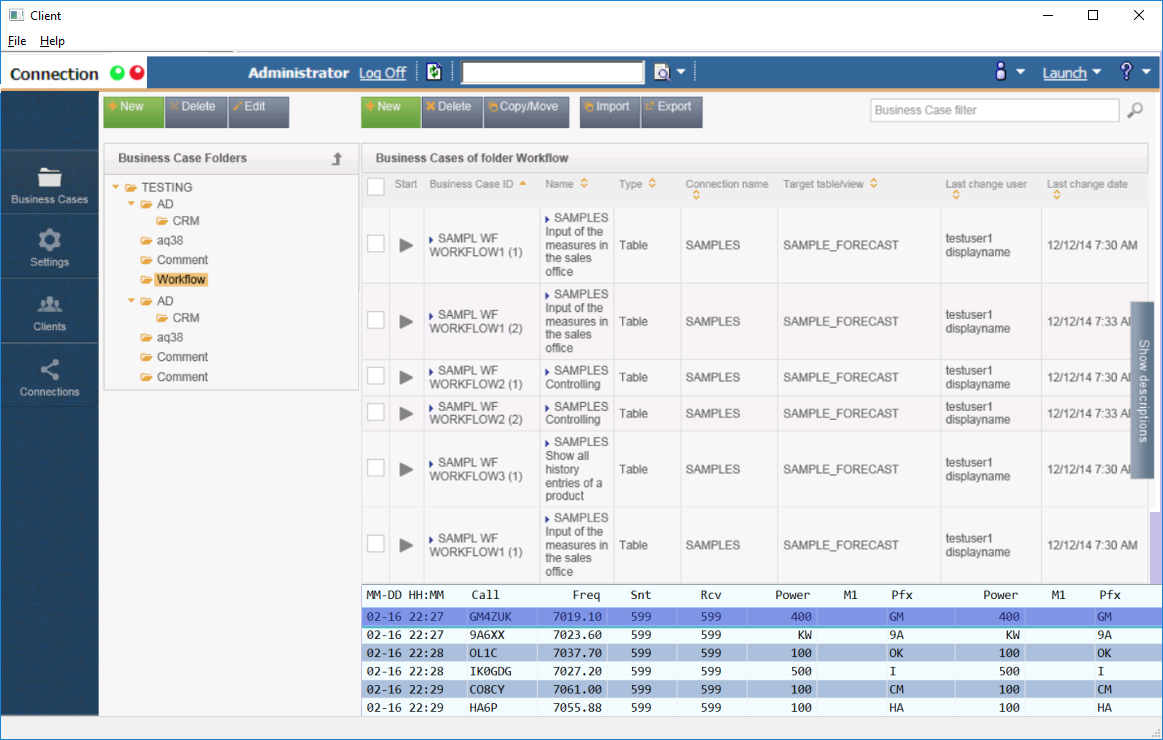 Client
File Help
Connection Administrator Log Off Launch ?
New Delete Edit New Delete Copy/Move Import Export Business Case filter
Business Case Folders
TESTING
AD
CRM
aq38
Comment
Workflow
AD
CRM
aq38
Comment
Comment
Business Cases
Settings
Clients
Connections
Business Cases of folder Workflow
Start Business Case ID Name Type Connection name Target table/view Last change user Last change date
SAMPL WF WORKFLOW1 (1) SAMPLES Input of the measures in the sales office Table SAMPLES SAMPLE_FORECAST testuser1 displayname 12/12/14 7:30 AM
SAMPL WF WORKFLOW1 (2) SAMPLES Input of the measures in the sales office Table SAMPLES SAMPLE_FORECAST testuser1 displayname 12/12/14 7:33 AM
SAMPL WF WORKFLOW2 (1) SAMPLES Controlling Table SAMPLES SAMPLE_FORECAST testuser1 displayname 12/12/14 7:30 AM
SAMPL WF WORKFLOW2 (2) SAMPLES Controlling Table SAMPLES SAMPLE_FORECAST testuser1 displayname 12/12/14 7:33 AM
SAMPL WF WORKFLOW3 (1) SAMPLES Show all history entries of a product Table SAMPLES SAMPLE_FORECAST testuser1 displayname 12/12/14 7:30 AM
SAMPL WF WORKFLOW1 (1) SAMPLES Input of the measures in the sales office Table SAMPLES SAMPLE_FORECAST testuser1 displayname 12/12/14 7:30 AM
Show descriptions
MM-DD HH:MM Call Freq Snt Rcv Power M1 Pfx Power M1 Pfx
02-16 22:27 GM4ZUK 7019.10 599 599 400 GM 400 GM
02-16 22:27 9A6XX 7023.60 599 599 KW 9A KW 9A
02-16 22:28 OL1C 7037.70 599 599 100 OK 100 OK
02-16 22:28 IK0GDG 7027.20 599 599 500 I 500 I
02-16 22:29 CO8CY 7061.00 599 599 100 CM 100 CM
02-16 22:29 HA6P 7055.88 599 599 100 HA 100 HA